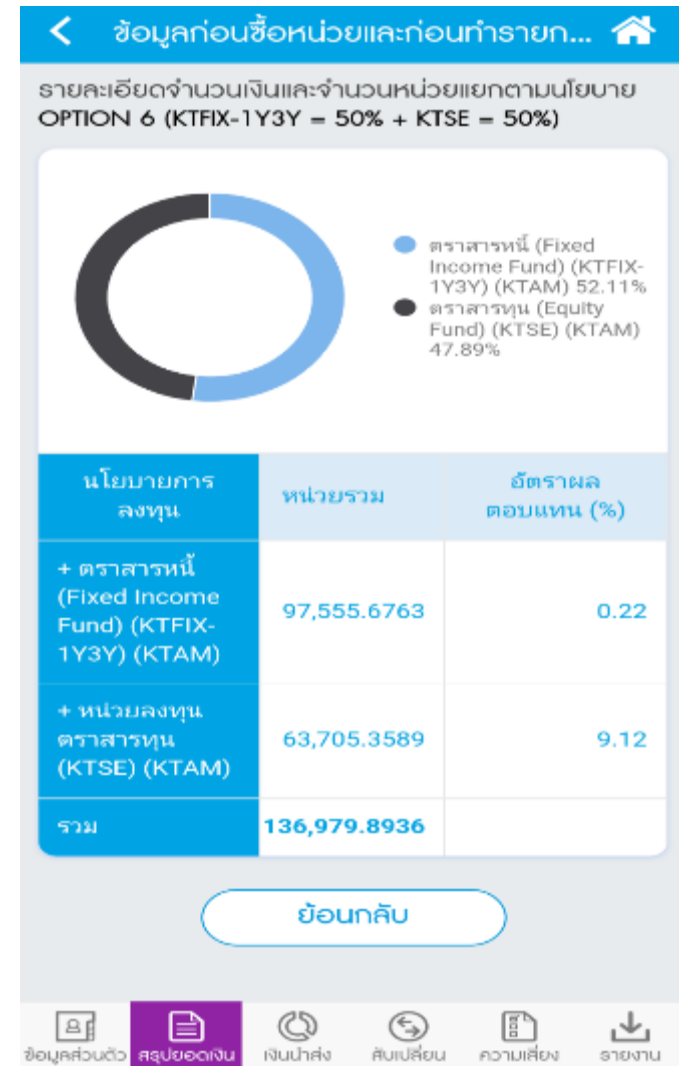 ข้อมูลก่อนซื้อหน่วยและก่อนทำรายก...
รายละเอียดจำนวนเงินและจำนวนหน่วยแยกตามนโยบาย
OPTION 6 (KTFIX-1Y3Y = 50% + KTSE = 50%)
ตราสารหนี้ (Fixed
Income Fund) (KTFIX-
1Y3Y) (KTAM) 52.11%
ตราสารทุน (Equity
Fund) (KTSE) (KTAM)
47.89%
นโยบายการ
ลงทุน
หน่วยรวม
อัตราผล
ตอบแทน (%)
+ ตราสารหนี้
(Fixed Income
Fund) (KTFIX-
1Y3Y) (KTAM)
97,555.6763
0.22
+ หน่วยลงทุน
ตราสารทุน
(KTSE) (KTAM)
63,705.3589
9.12
รวม
136,979.8936
ย้อนกลับ
ข้อมูลส่วนตัว
สรุปยอดเงิน
เงินนำส่ง
สับเปลี่ยน
ความเสี่ยง
รายงาน